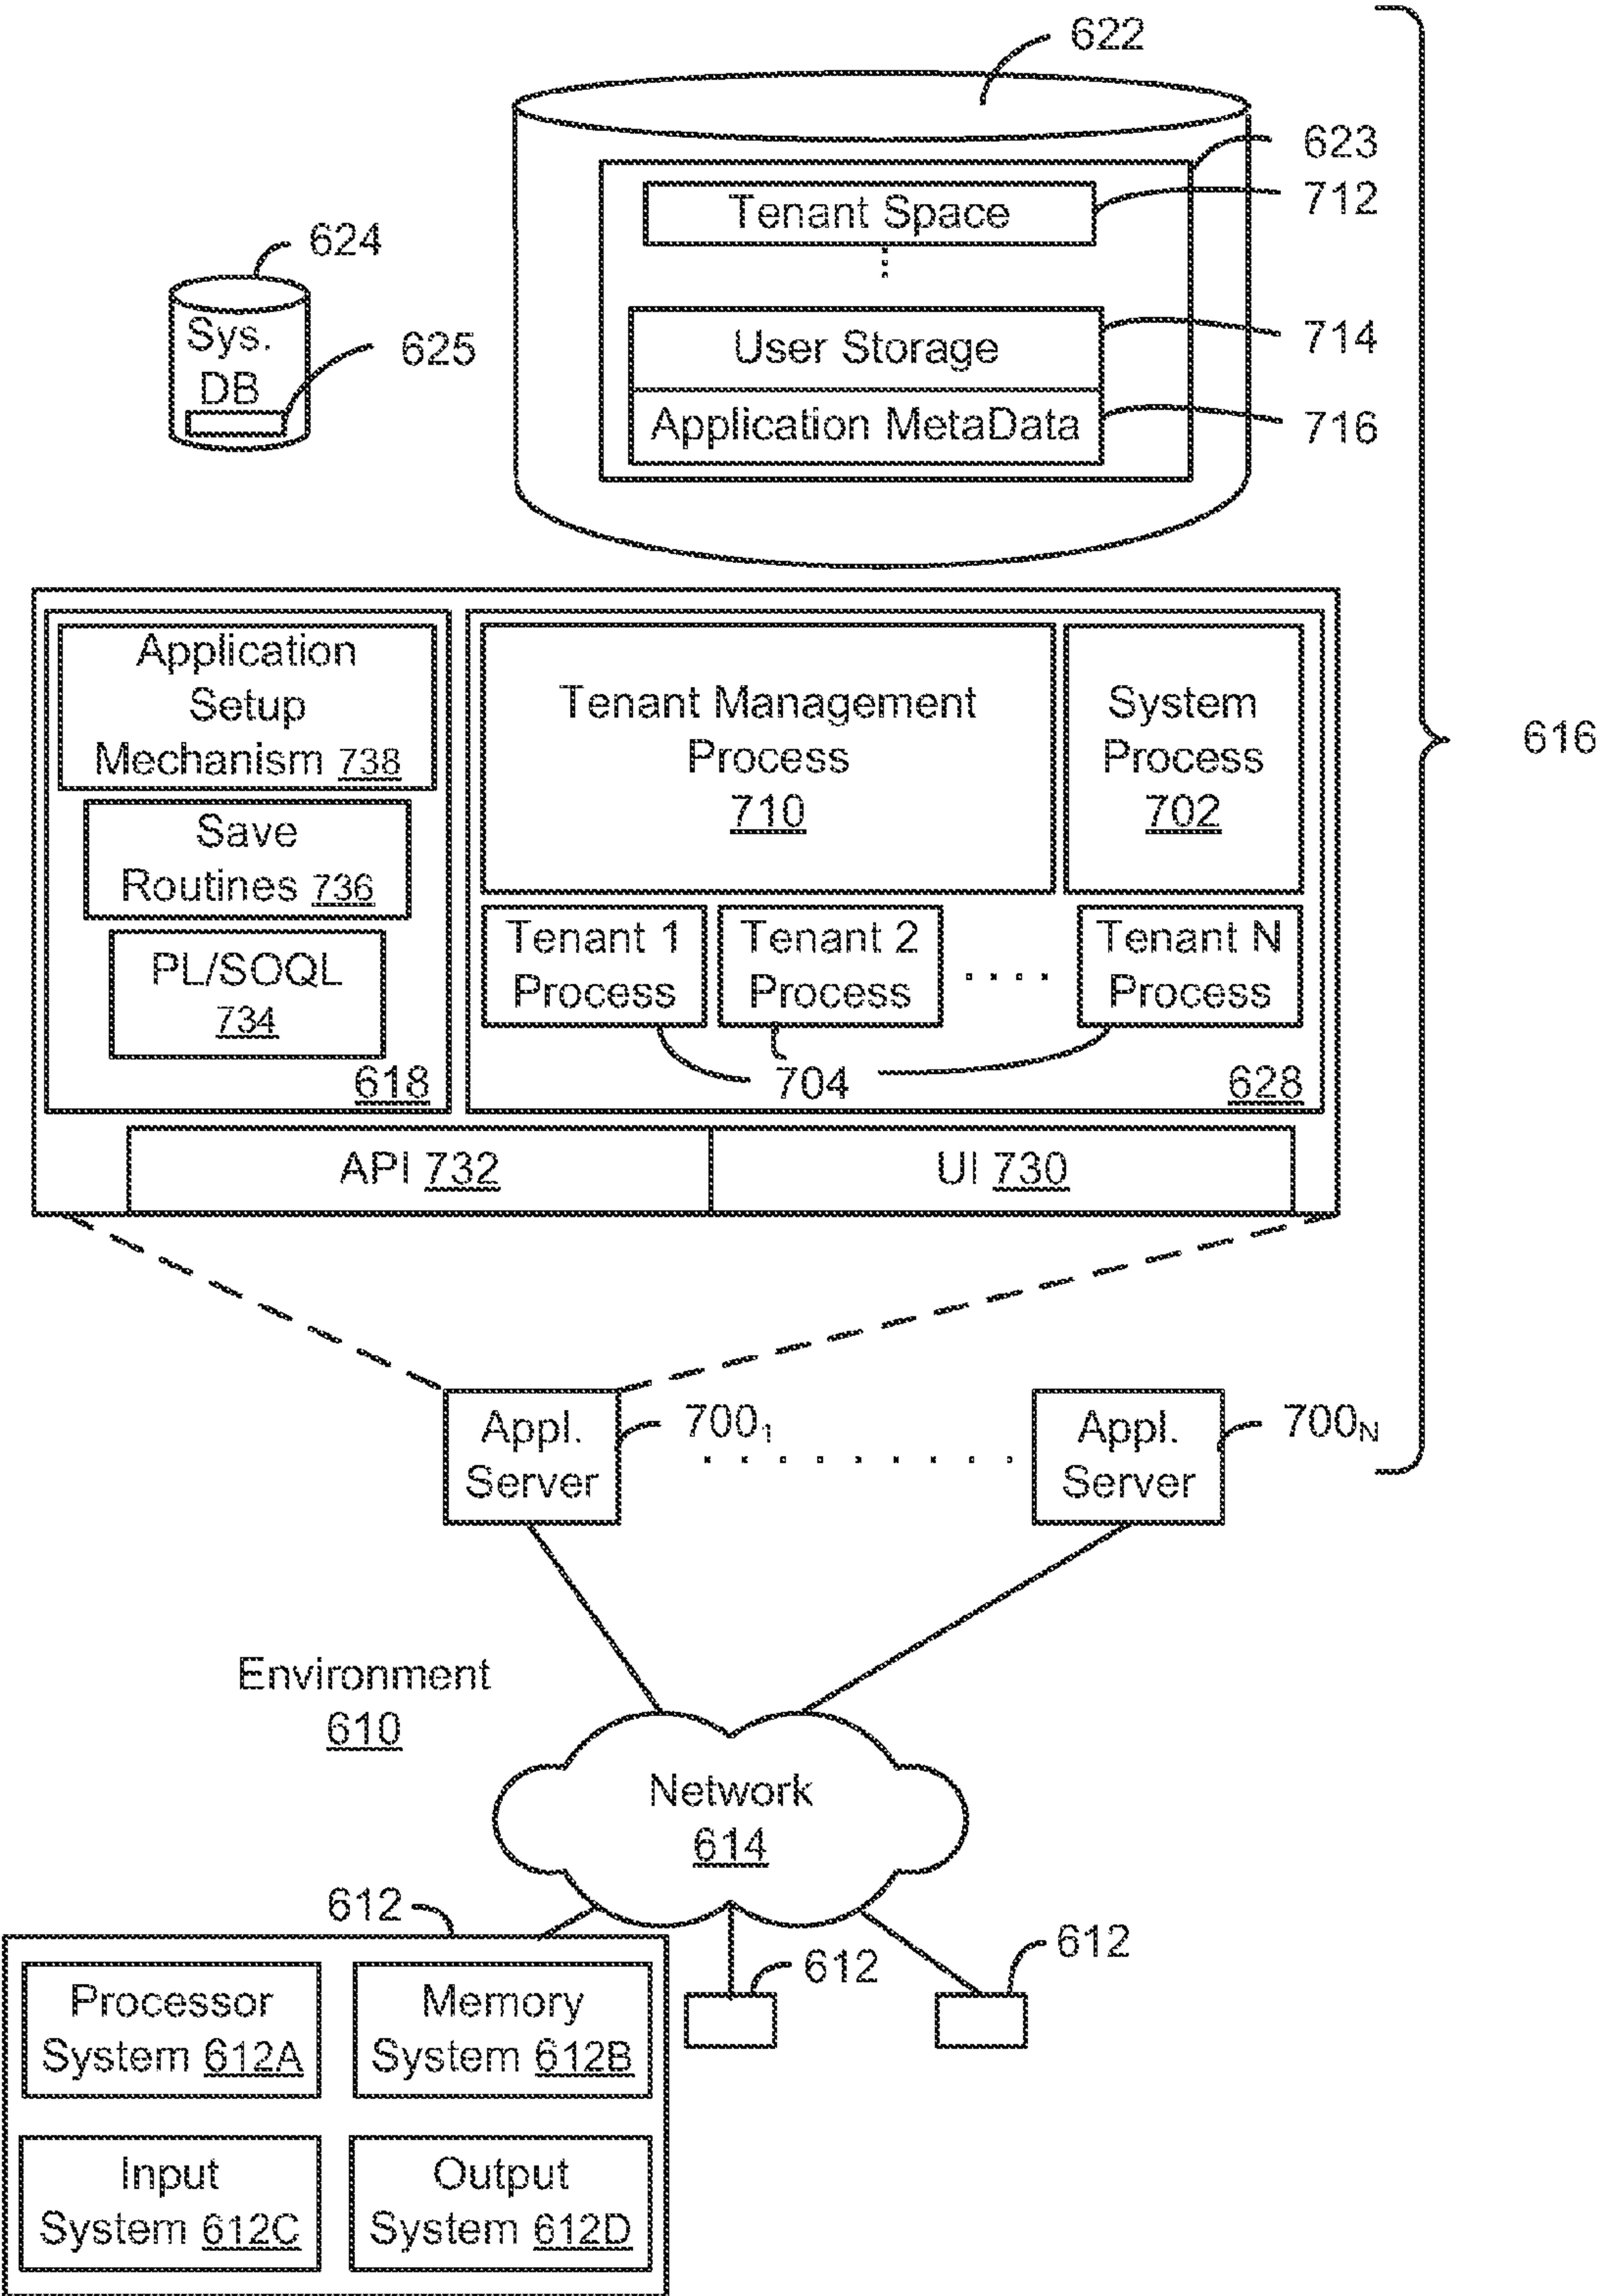 622
623
Tenant Space
712
624
Sys.
DB
625
User Storage
714
Application MetaData
716
616
Application
Setup
Mechanism 738
Save
Routines 736
PL/SOQL
734
618
Tenant Management
Process
710
System
Process
702
Tenant 1
Process
Tenant 2
Process
Tenant N
Process
704
628
API 732
UI 730
Appl.
Server
700₁
Appl.
Server
700N
Environment
610
Network
614
612
612
612
Processor
System 612A
Memory
System 612B
Input
System 612C
Output
System 612D